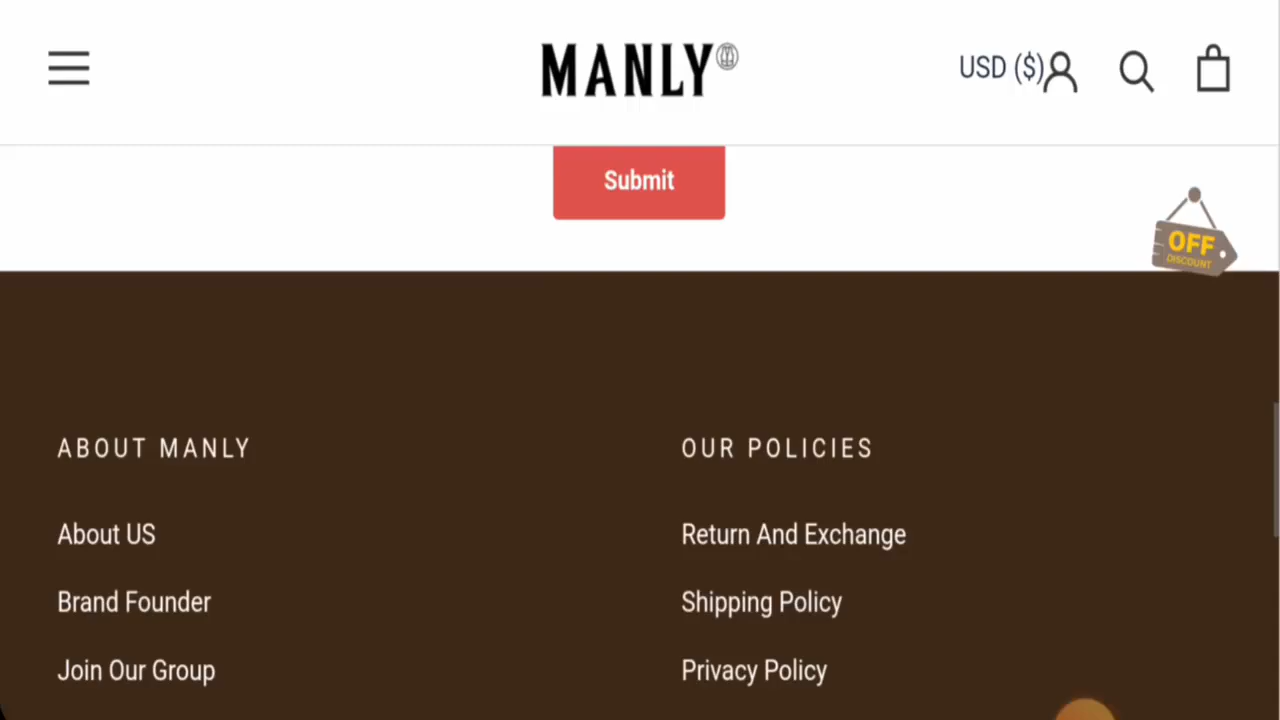 MANLY
USD ($)
Submit
OFF
DISCOUNT
ABOUT MANLY
About US
Brand Founder
Join Our Group
OUR POLICIES
Return And Exchange
Shipping Policy
Privacy Policy